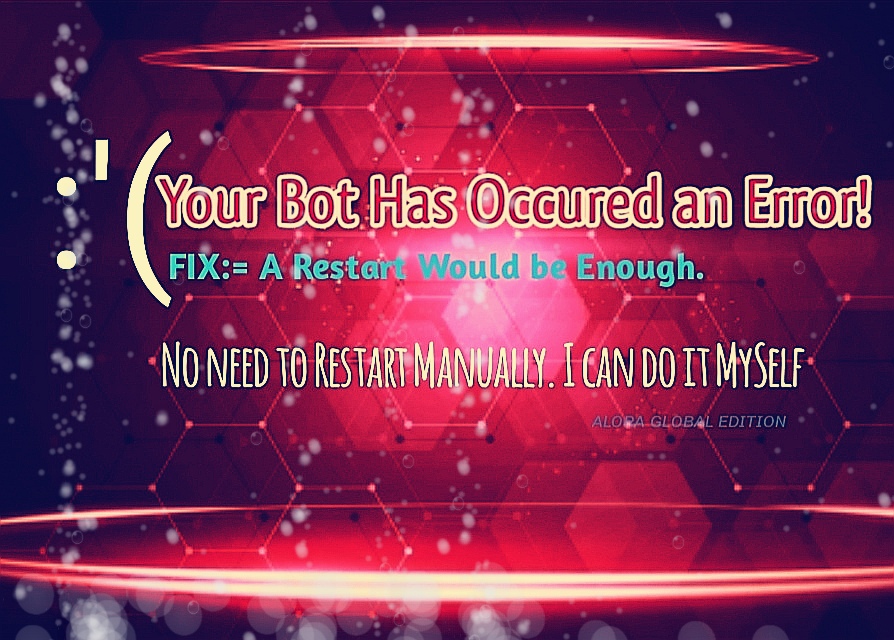 :'(
Your Bot Has Occured an Error!
FIX:= A Restart Would be Enough.
No need to Restart Manually. I can do it MySelf
ALORA GLOBAL EDITION